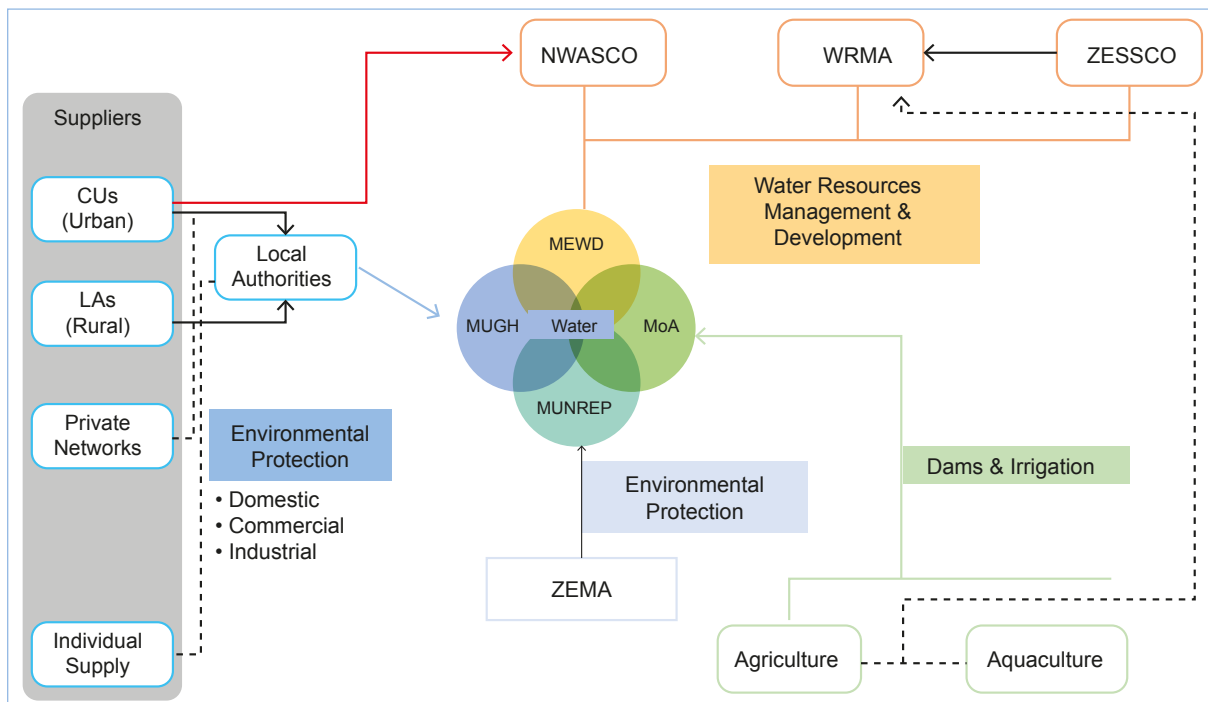 NWASCO
WRMA
ZESSCO
Suppliers
CUs
(Urban)
Water Resources
Management &
Development
Local
Authorities
MEWD
LAs
(Rural)
MUGH
Water
MoA
MUNREP
Private
Networks
Environmental
Protection
• Domestic
• Commercial
• Industrial
Environmental
Protection
Dams & Irrigation
ZEMA
Individual
Supply
Agriculture
Aquaculture